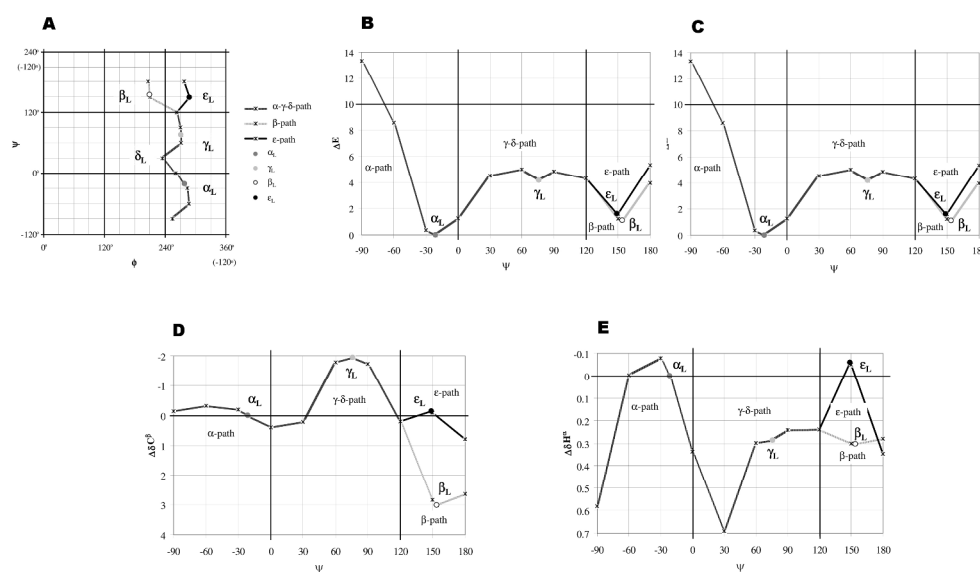 A
240°
(-120°)
120°
0°
-120°
Ψ
0°
120°
240°
360°
(-120°)
ϕ
βL
εL
δL
γL
αL
α-γ-δ-path
β-path
ε-path
αL
γL
βL
εL
B
14
12
10
8
6
4
2
0
ΔE
-90
-60
-30
0
30
60
90
120
150
180
Ψ
α-path
αL
γ-δ-path
γL
ε-path
εL
β-path
βL
C
14
12
10
8
6
4
2
0
-90
-60
-30
0
30
60
90
120
150
180
Ψ
α-path
αL
γ-δ-path
γL
ε-path
εL
β-path
βL
D
-2
-1
0
1
2
3
4
ΔδCβ
-90
-60
-30
0
30
60
90
120
150
180
Ψ
αL
α-path
γL
γ-δ-path
εL
ε-path
βL
β-path
E
-0.1
0
0.1
0.2
0.3
0.4
0.5
0.6
0.7
ΔδHα
-90
-60
-30
0
30
60
90
120
150
180
Ψ
αL
α-path
γ-δ-path
γL
εL
ε-path
βL
β-path